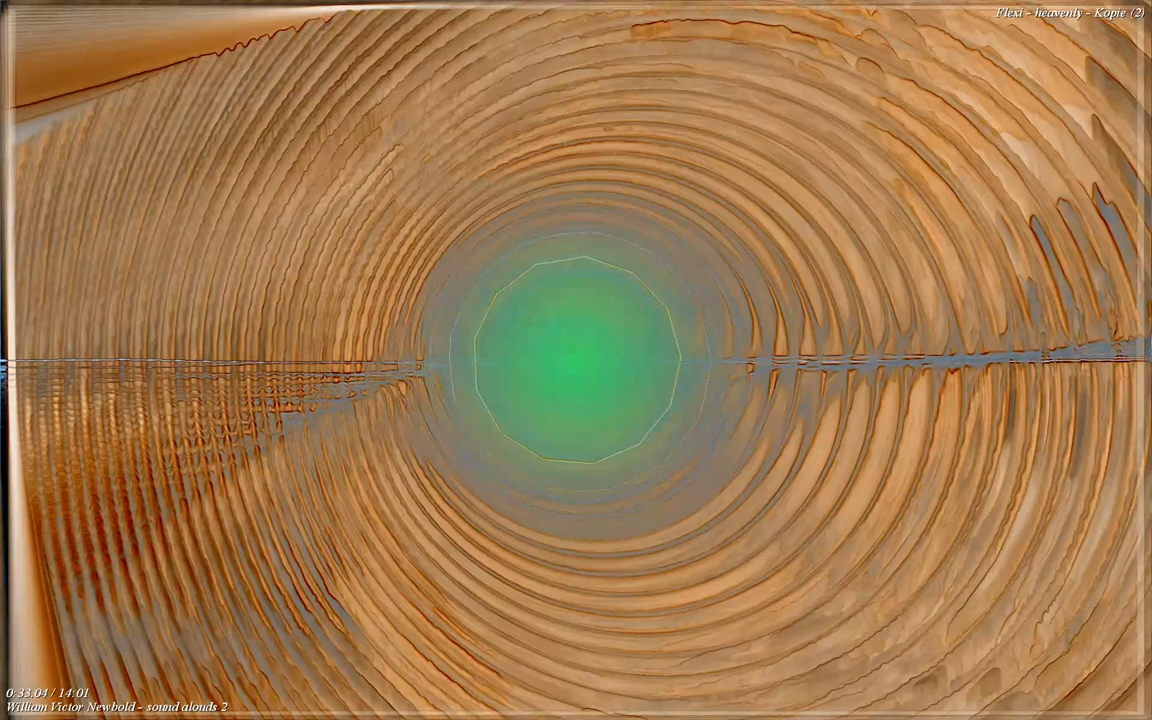 Flexi - heavenly - Kopie (2)
0:33.04 / 14:01
William Victor Newbold - sound alouds 2